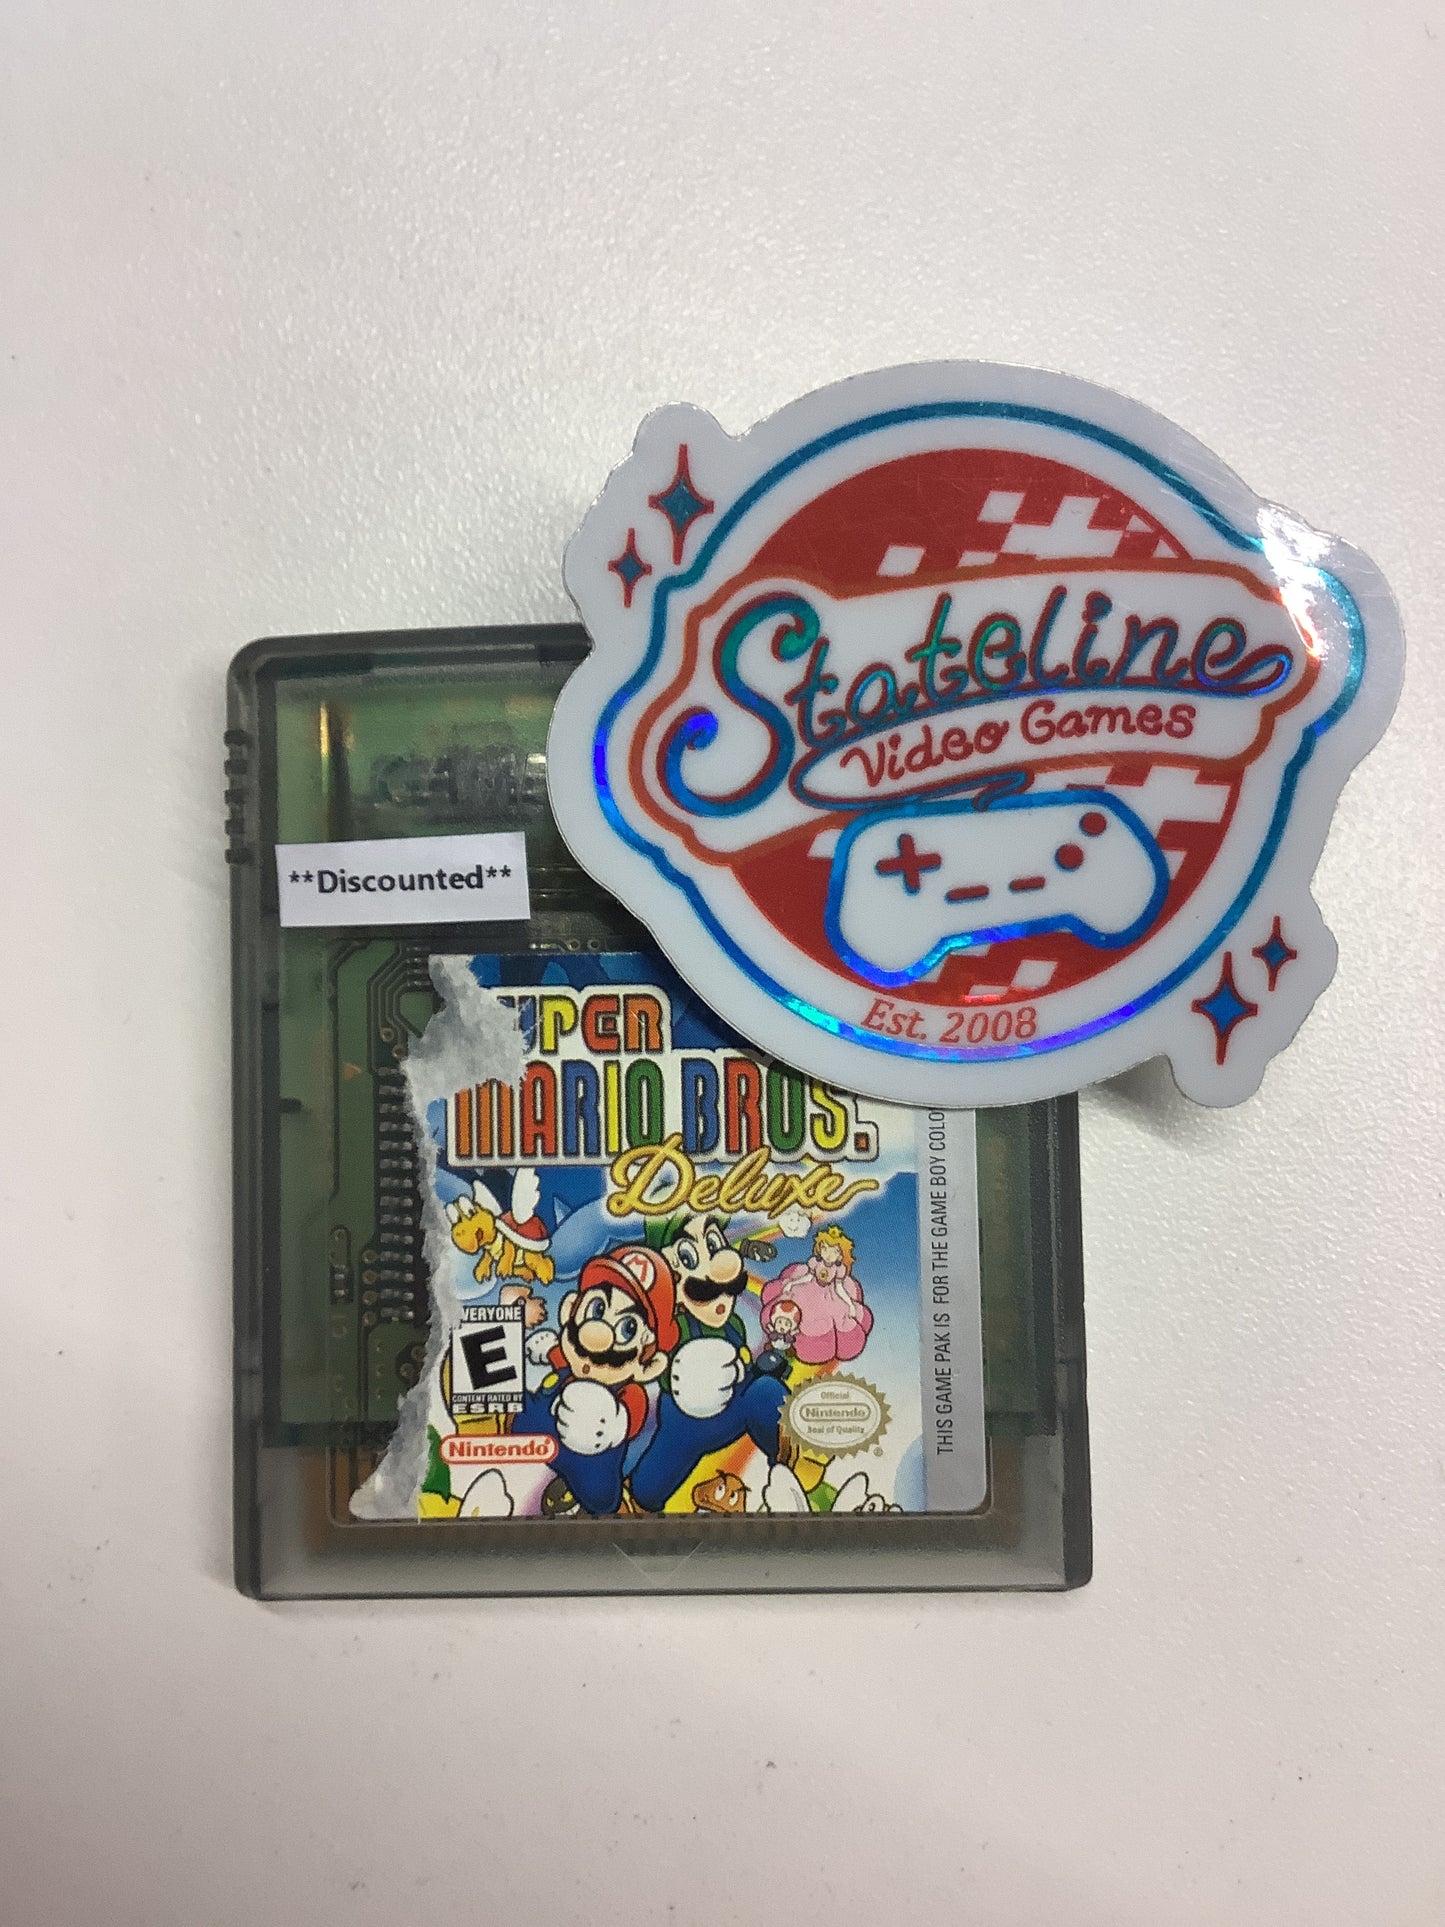 Stateline
Video Games
Est. 2008
**Discounted**
UPER
MARIO BROS.
Deluxe
VERYONE
E
CONTENT RATED BY
ESRB
Nintendo
Official
Nintendo
Seal of Quality
THIS GAME PAK IS FOR THE GAME BOY COLO
M